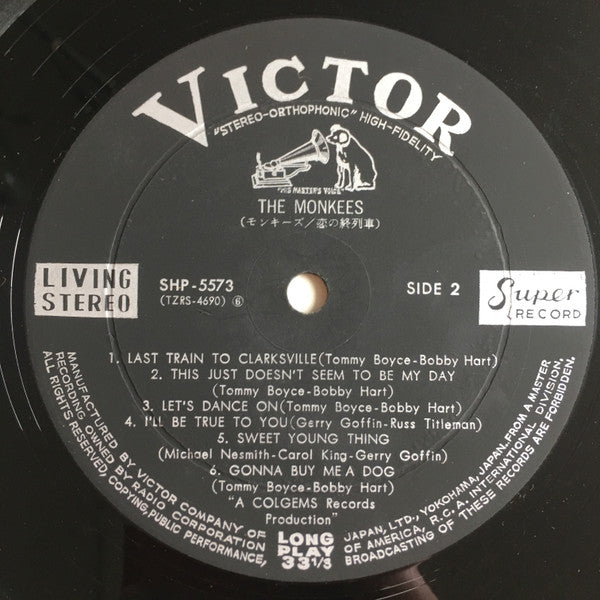 VICTOR
"STEREO-ORTHOPHONIC" HIGH-FIDELITY
"HIS MASTER'S VOICE"
THE MONKEES
(モンキーズ/恋の終列車)
LIVING
STEREO
SHP-5573
(TZRS-4690) Ⓑ
SIDE 2
Super
RECORD
1. LAST TRAIN TO CLARKSVILLE(Tommy Boyce-Bobby Hart)
2. THIS JUST DOESN'T SEEM TO BE MY DAY
(Tommy Boyce-Bobby Hart)
3. LET'S DANCE ON(Tommy Boyce-Bobby Hart)
4. I'LL BE TRUE TO YOU(Gerry Goffin-Russ Titleman)
5. SWEET YOUNG THING
(Michael Nesmith-Carol King-Gerry Goffin)
6. GONNA BUY ME A DOG
(Tommy Boyce-Bobby Hart)
"A COLGEMS Records
Production"
LONG
PLAY
33 1/3
MANUFACTURED BY VICTOR COMPANY OF JAPAN, LTD., YOKOHAMA, JAPAN. FROM A MASTER
RECORDING OWNED BY RADIO CORPORATION OF AMERICA, R.C.A. INTERNATIONAL DIVISION.
ALL RIGHTS RESERVED, COPYING, PUBLIC PERFORMANCE, BROADCASTING OF THESE RECORDS ARE FORBIDDEN.